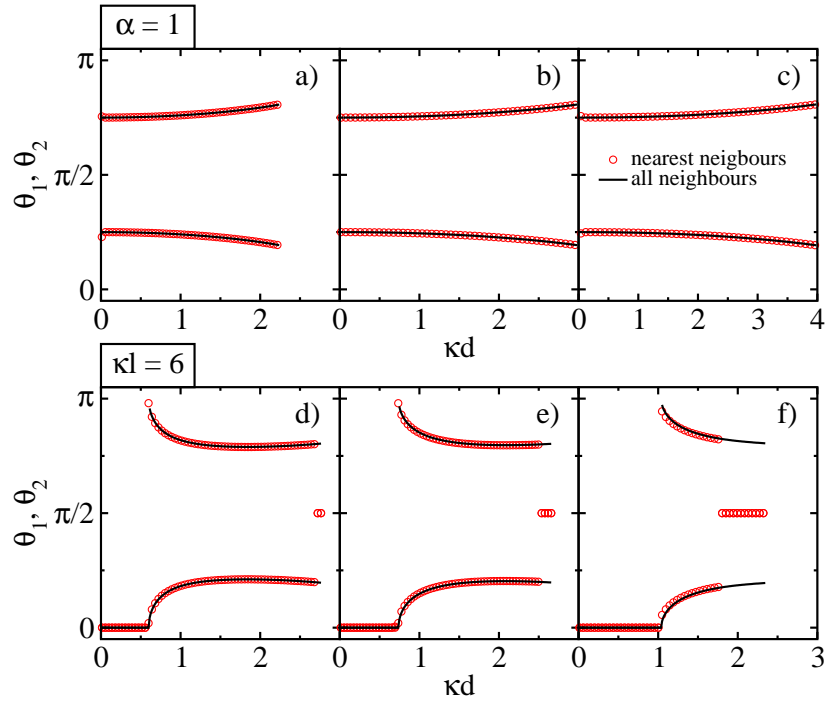 α = 1
π
π/2
0
θ1, θ2
a)
b)
c)
nearest neigbours
all neighbours
0 1 2 0 1 2 0 1 2 3 4
κd
κl = 6
π
π/2
0
θ1, θ2
d)
e)
f)
0 1 2 0 1 2 0 1 2 3
κd